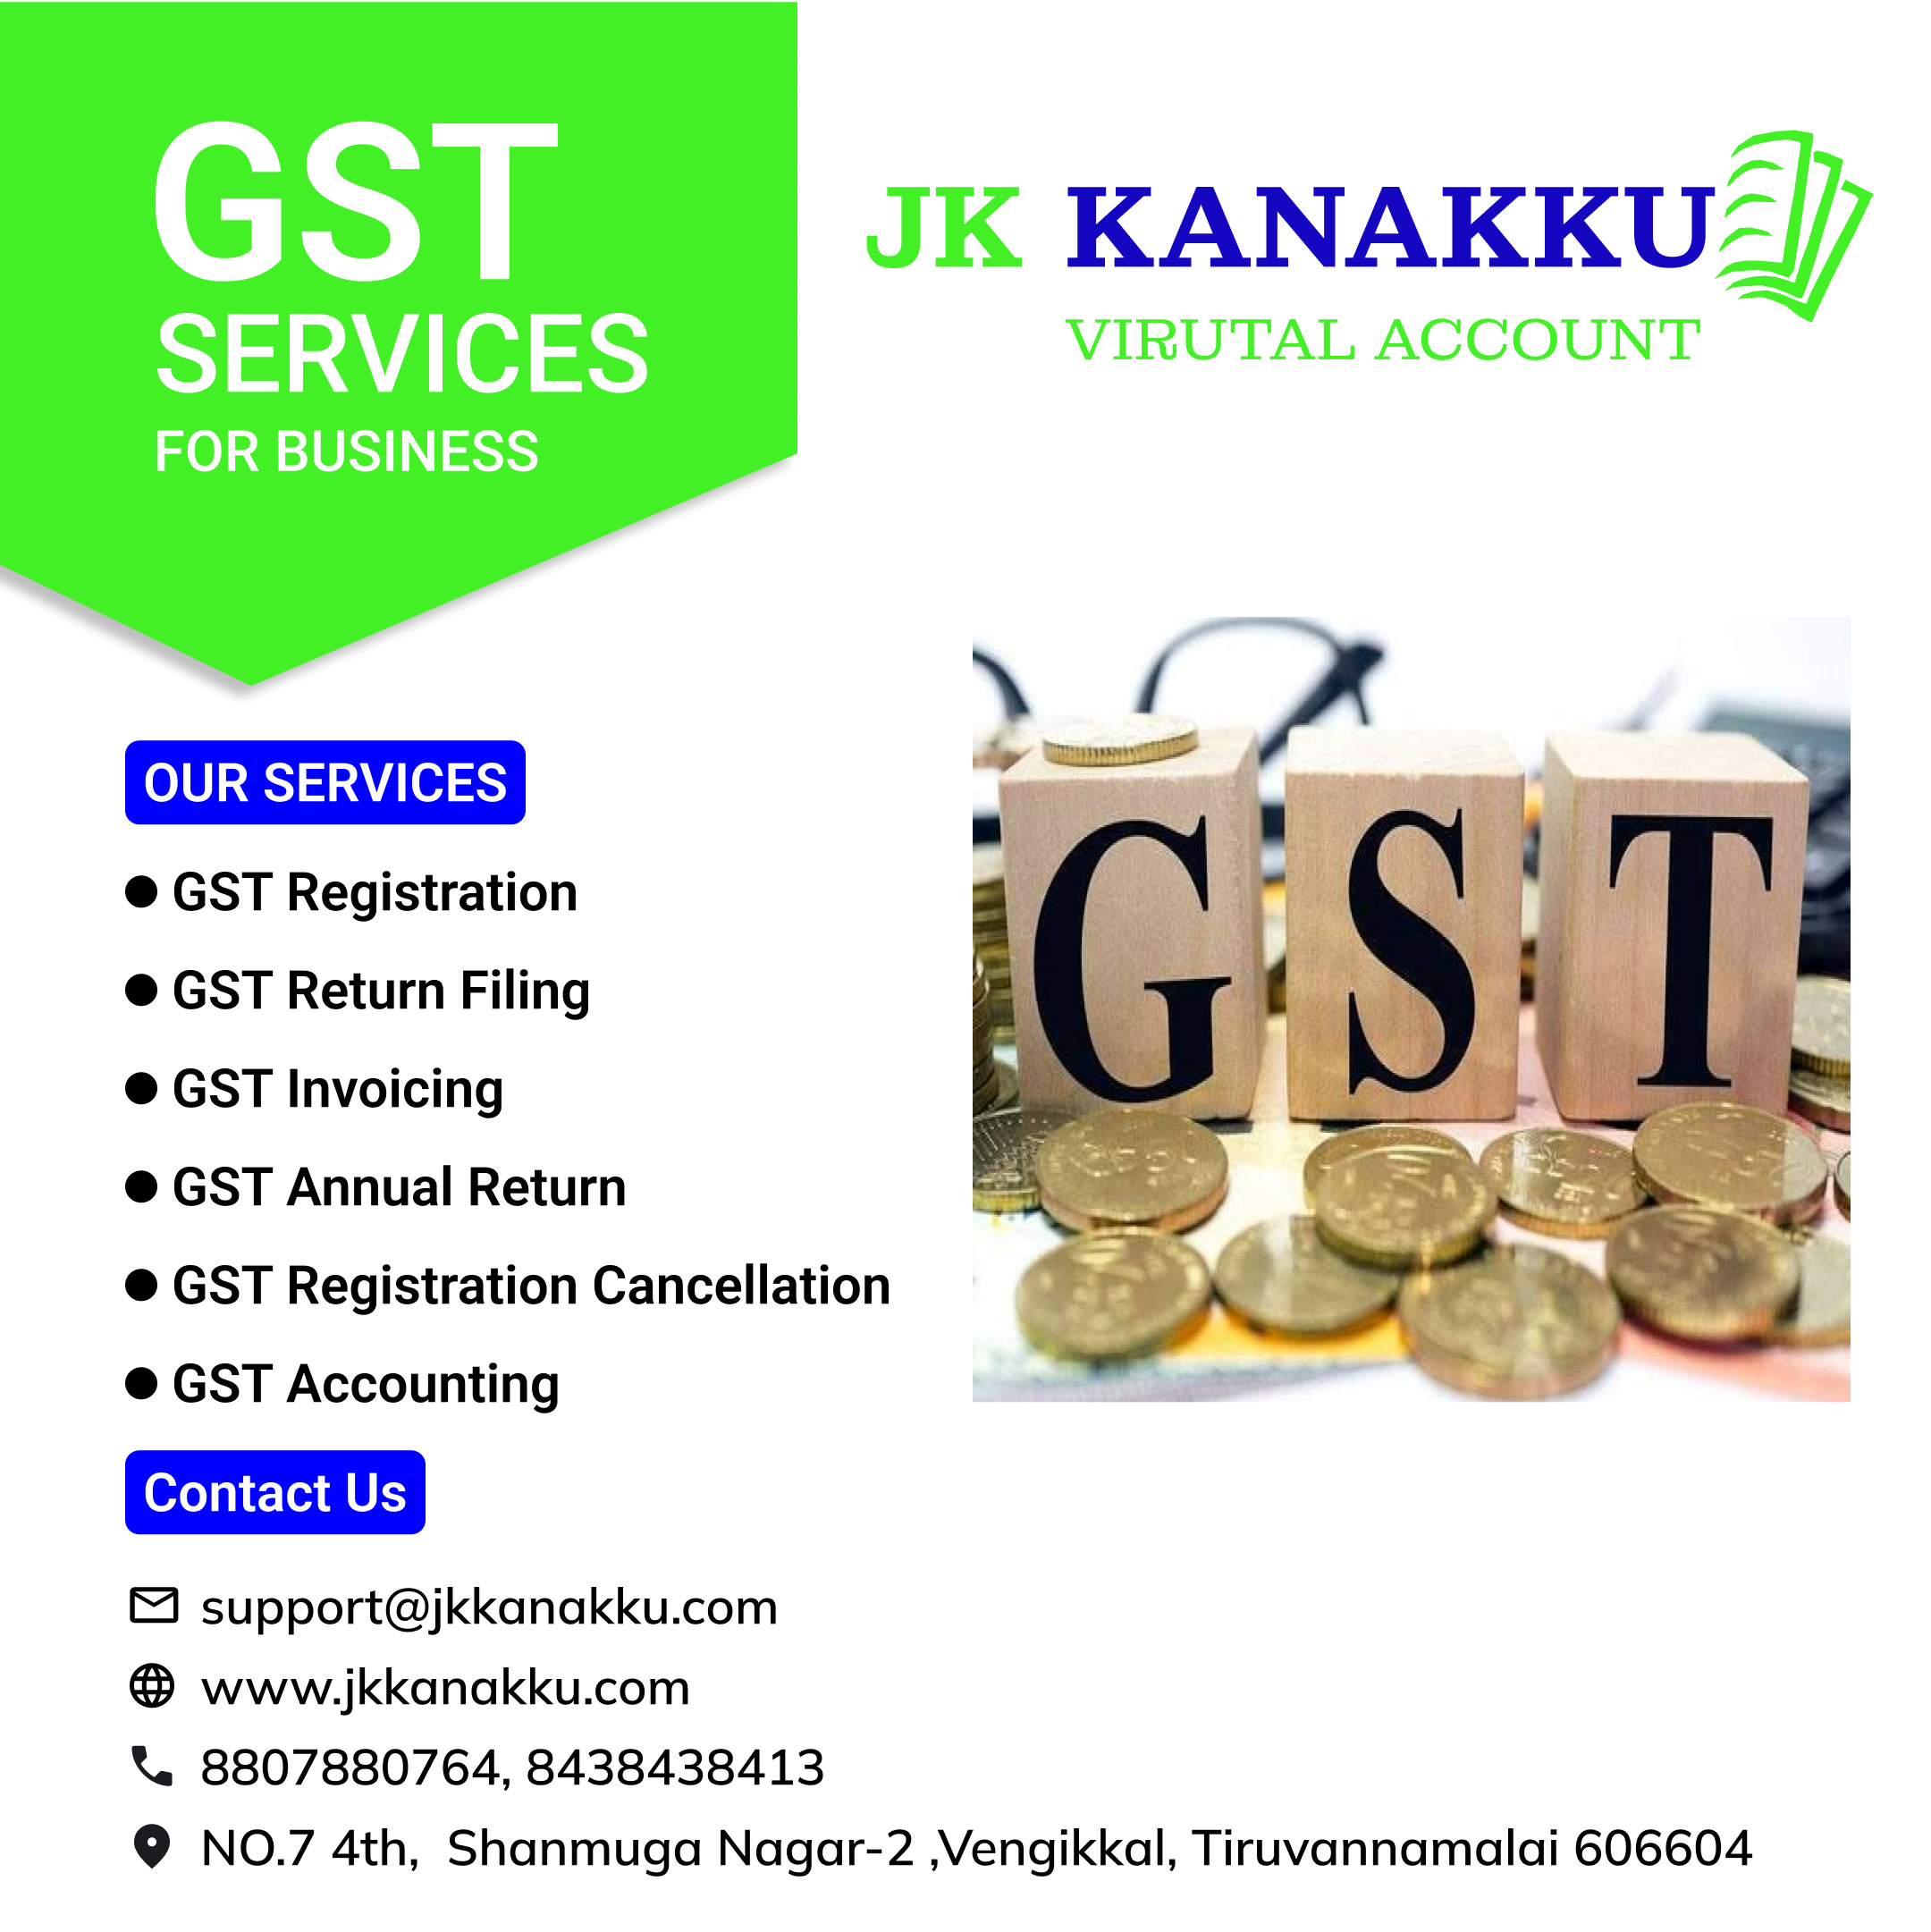 GST
SERVICES
FOR BUSINESS
JK KANAKKU
VIRUTAL ACCOUNT
OUR SERVICES
GST Registration
GST Return Filing
GST Invoicing
GST Annual Return
GST Registration Cancellation
GST Accounting
G S T
Contact Us
support@jkkanakku.com
www.jkkanakku.com
8807880764, 8438438413
NO.7 4th,  Shanmuga Nagar-2 ,Vengikkal, Tiruvannamalai 606604